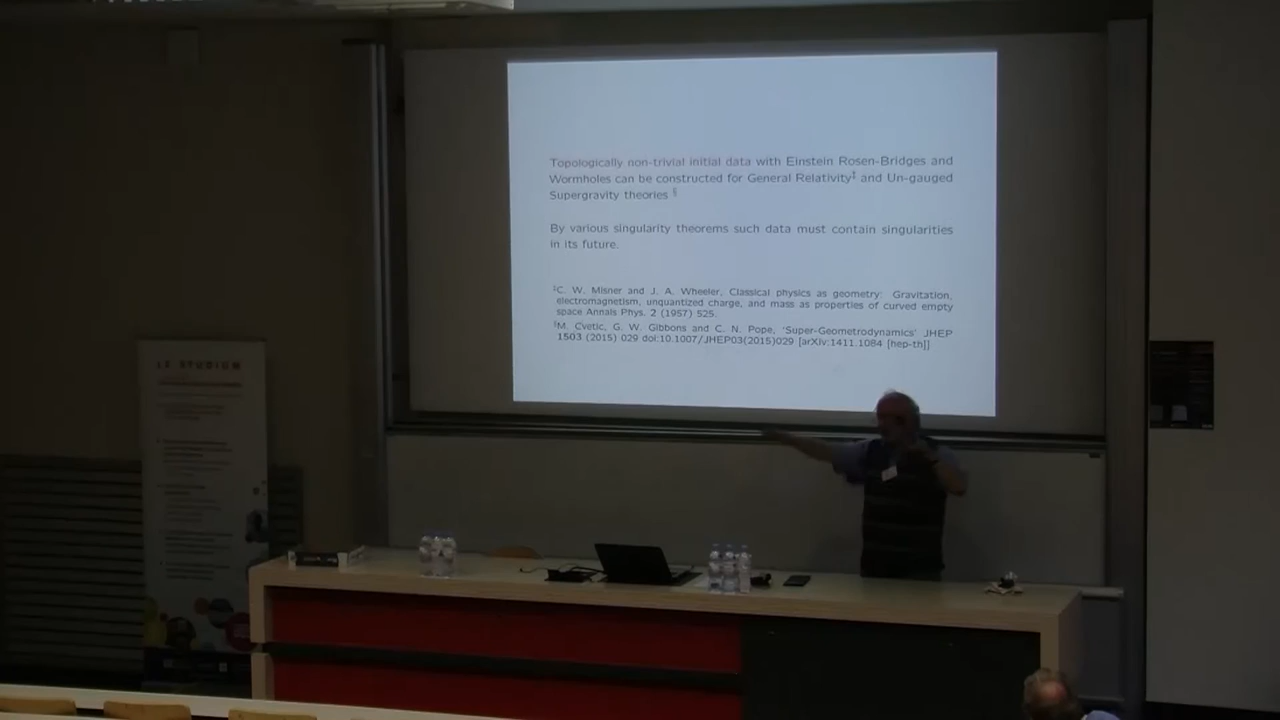 Topologically non-trivial initial data with Einstein Rosen-Bridges and
Wormholes can be constructed for General Relativity‡ and Un-gauged
Supergravity theories §
By various singularity theorems such data must contain singularities
in its future.
‡C. W. Misner and J. A. Wheeler, Classical physics as geometry: Gravitation,
electromagnetism, unquantized charge, and mass as properties of curved empty
space Annals Phys. 2 (1957) 525.
§M. Cvetic, G. W. Gibbons and C. N. Pope, 'Super-Geometrodynamics' JHEP
1503 (2015) 029 doi:10.1007/JHEP03(2015)029 [arXiv:1411.1084 [hep-th]]
LE STUDIUM